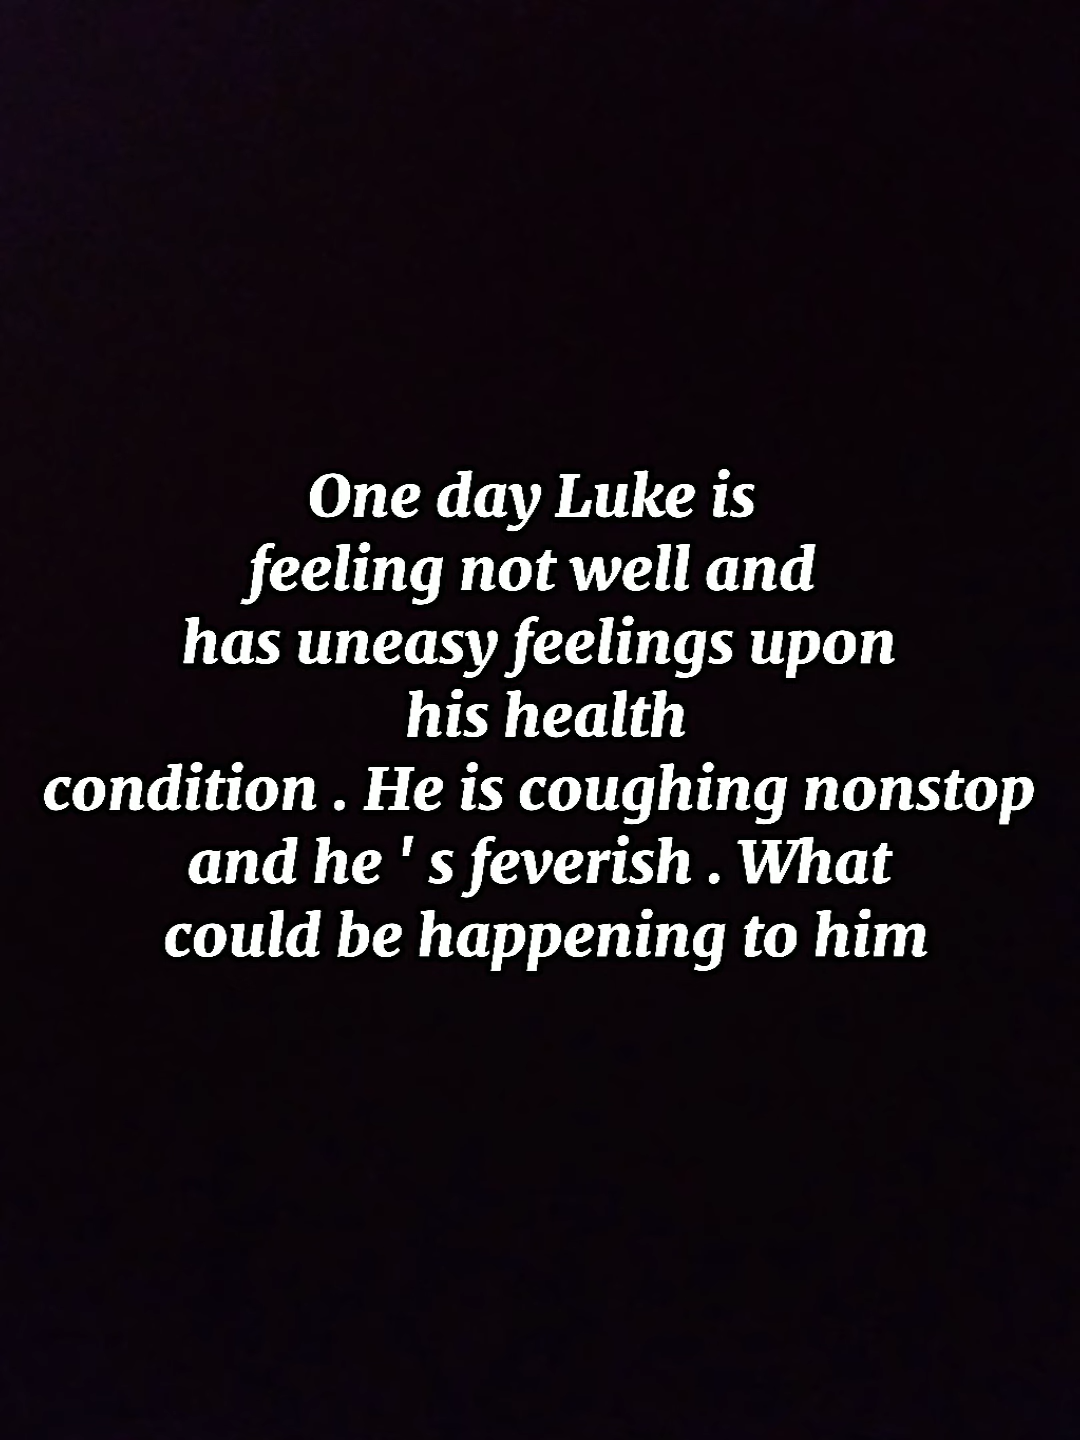 One day Luke is
feeling not well and
has uneasy feelings upon
his health
condition . He is coughing nonstop
and he ' s feverish . What
could be happening to him